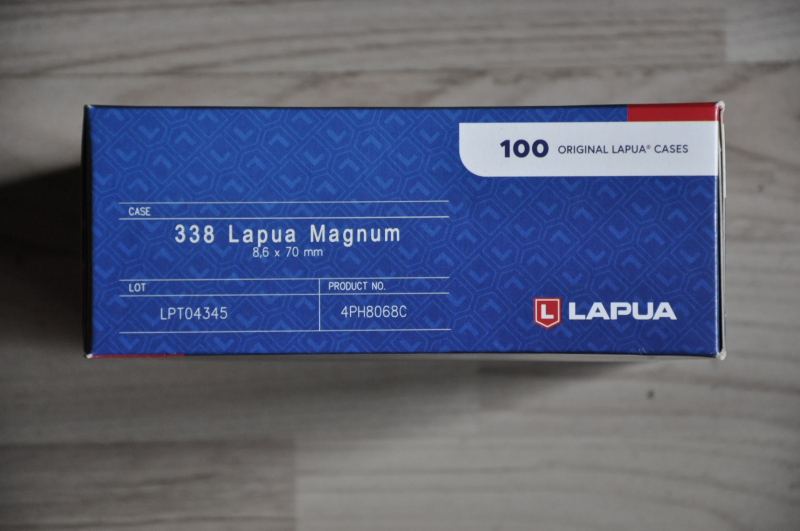 100 ORIGINAL LAPUA® CASES
CASE
338 Lapua Magnum
8,6 x 70 mm
LOT
PRODUCT NO.
LPT04345
4PH8068C
L LAPUA